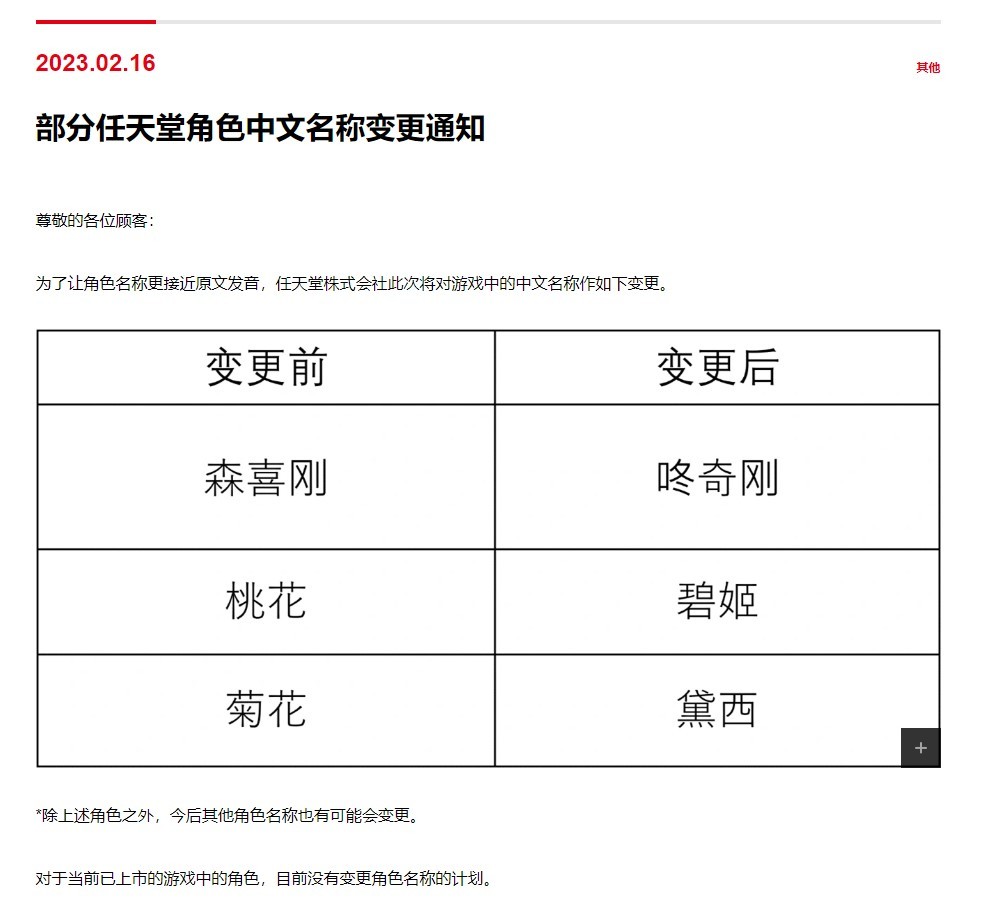 2023.02.16
其他
部分任天堂角色中文名称变更通知
尊敬的各位顾客：
为了让角色名称更接近原文发音，任天堂株式会社此次将对游戏中的中文名称作如下变更。
变更前 变更后
森喜刚 咚奇刚
桃花 碧姬
菊花 黛西
+
*除上述角色之外，今后其他角色名称也有可能会变更。
对于当前已上市的游戏中的角色，目前没有变更角色名称的计划。